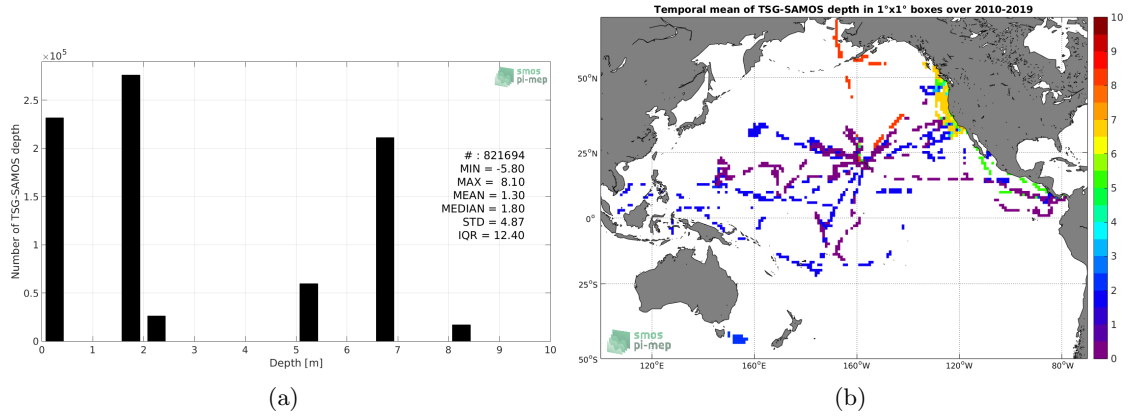 ×10⁵
2.5
2
1.5
1
0.5
0
Number of TSG-SAMOS depth
smos
pi-mep
# : 821694
MIN = -5.80
MAX = 8.10
MEAN = 1.30
MEDIAN = 1.80
STD = 4.87
IQR = 12.40
0 1 2 3 4 5 6 7 8 9 10
Depth [m]
(a)
Temporal mean of TSG-SAMOS depth in 1°x1° boxes over 2010-2019
50°N
25°N
0°
25°S
50°S
smos
pi-mep
120°E 160°E 160°W 120°W 80°W
10
9
8
7
6
5
4
3
2
1
0
(b)